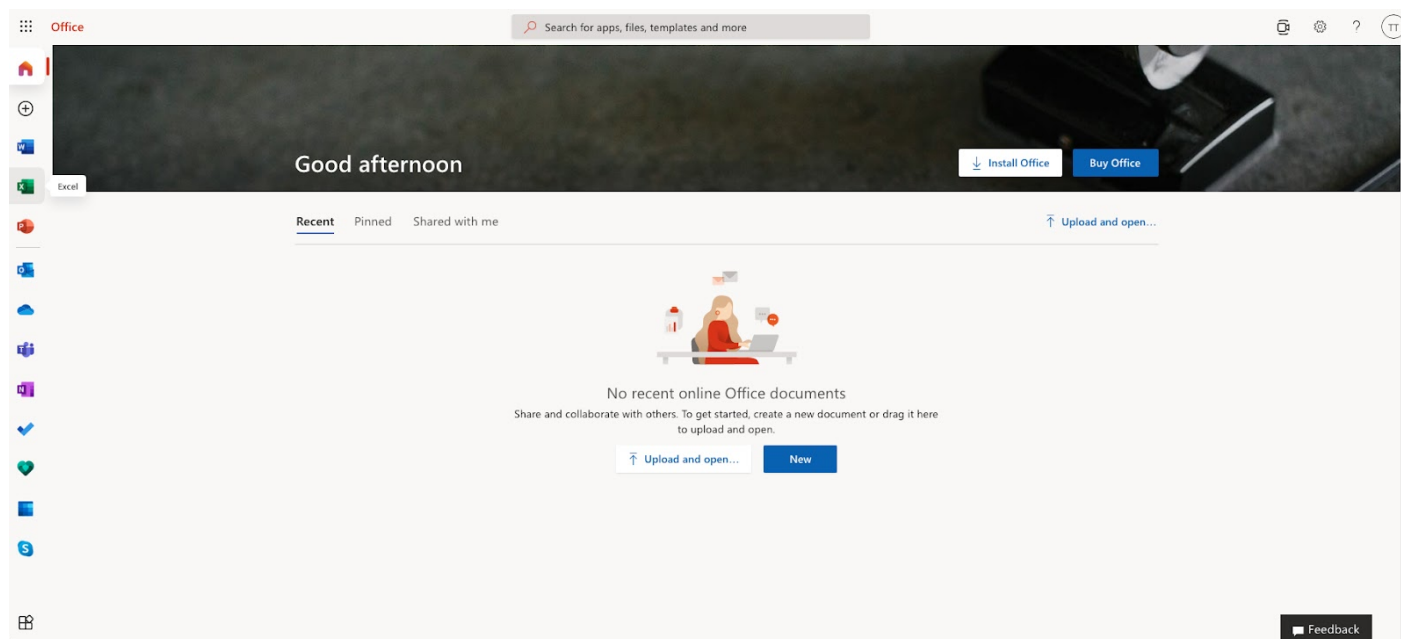 Office
Search for apps, files, templates and more
?
TT
Good afternoon
Install Office
Buy Office
Excel
Recent
Pinned
Shared with me
Upload and open...
No recent online Office documents
Share and collaborate with others. To get started, create a new document or drag it here
to upload and open.
Upload and open...
New
Feedback